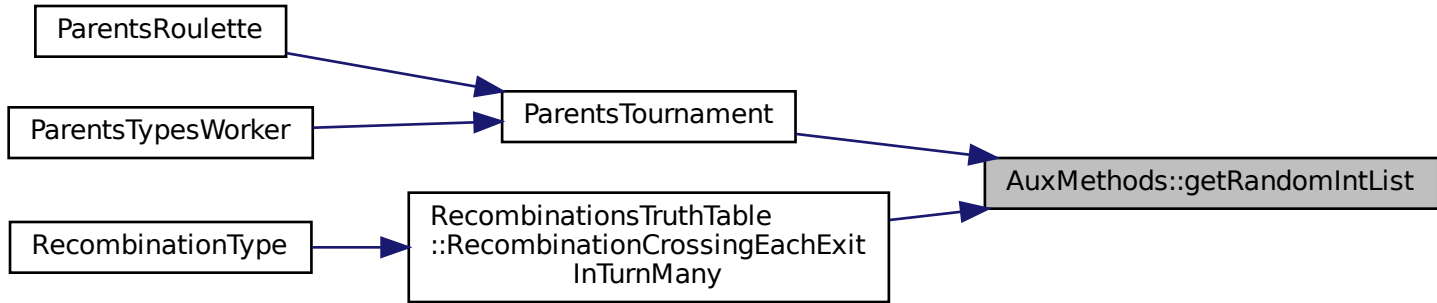 ParentsRoulette
ParentsTypesWorker
ParentsTournament
AuxMethods::getRandomIntList
RecombinationType
RecombinationsTruthTable
::RecombinationCrossingEachExit
InTurnMany